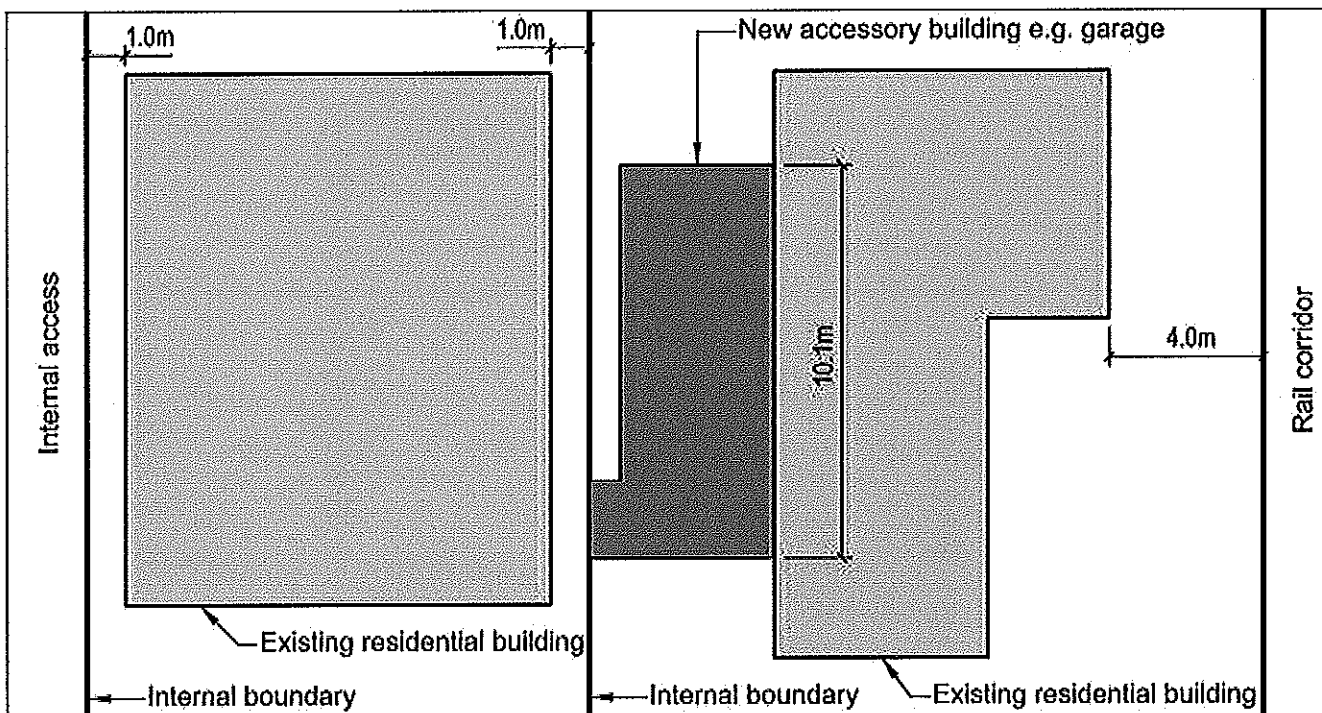 1.0m
1.0m
New accessory building e.g. garage
Internal access
10.1m
4.0m
Rail corridor
Existing residential building
Internal boundary
Internal boundary
Existing residential building